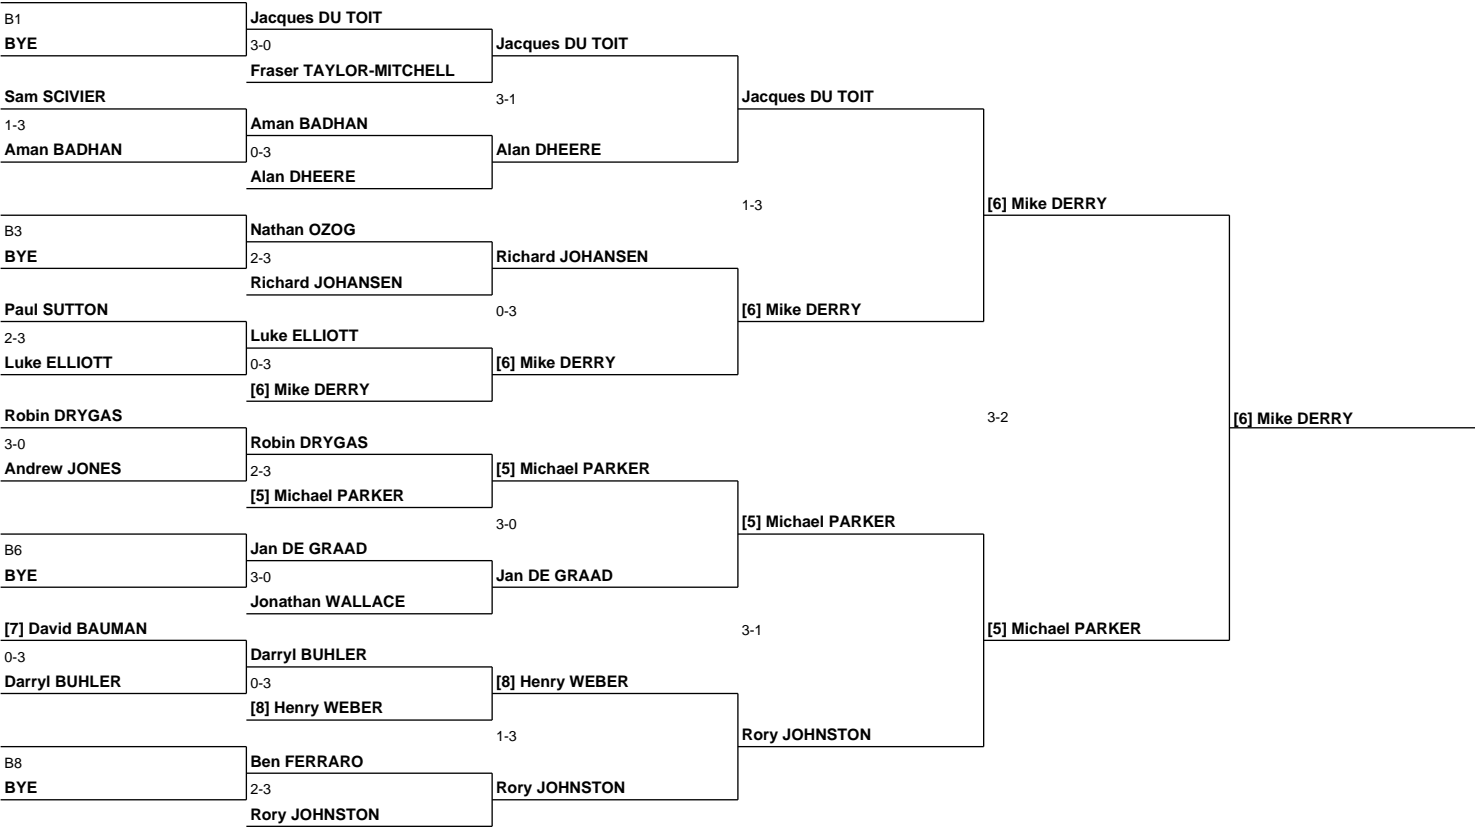 B1
BYE
Sam SCIVIER
1-3
Aman BADHAN
B3
BYE
Paul SUTTON
2-3
Luke ELLIOTT
Robin DRYGAS
3-0
Andrew JONES
B6
BYE
[7] David BAUMAN
0-3
Darryl BUHLER
B8
BYE
Jacques DU TOIT
3-0
Fraser TAYLOR-MITCHELL
Aman BADHAN
0-3
Alan DHEERE
Nathan OZOG
2-3
Richard JOHANSEN
Luke ELLIOTT
0-3
[6] Mike DERRY
Robin DRYGAS
2-3
[5] Michael PARKER
Jan DE GRAAD
3-0
Jonathan WALLACE
Darryl BUHLER
0-3
[8] Henry WEBER
Ben FERRARO
2-3
Rory JOHNSTON
Jacques DU TOIT
3-1
Alan DHEERE
Richard JOHANSEN
0-3
[6] Mike DERRY
[5] Michael PARKER
3-0
Jan DE GRAAD
[8] Henry WEBER
1-3
Rory JOHNSTON
Jacques DU TOIT
1-3
[6] Mike DERRY
[5] Michael PARKER
3-1
Rory JOHNSTON
[6] Mike DERRY
3-2
[5] Michael PARKER
[6] Mike DERRY